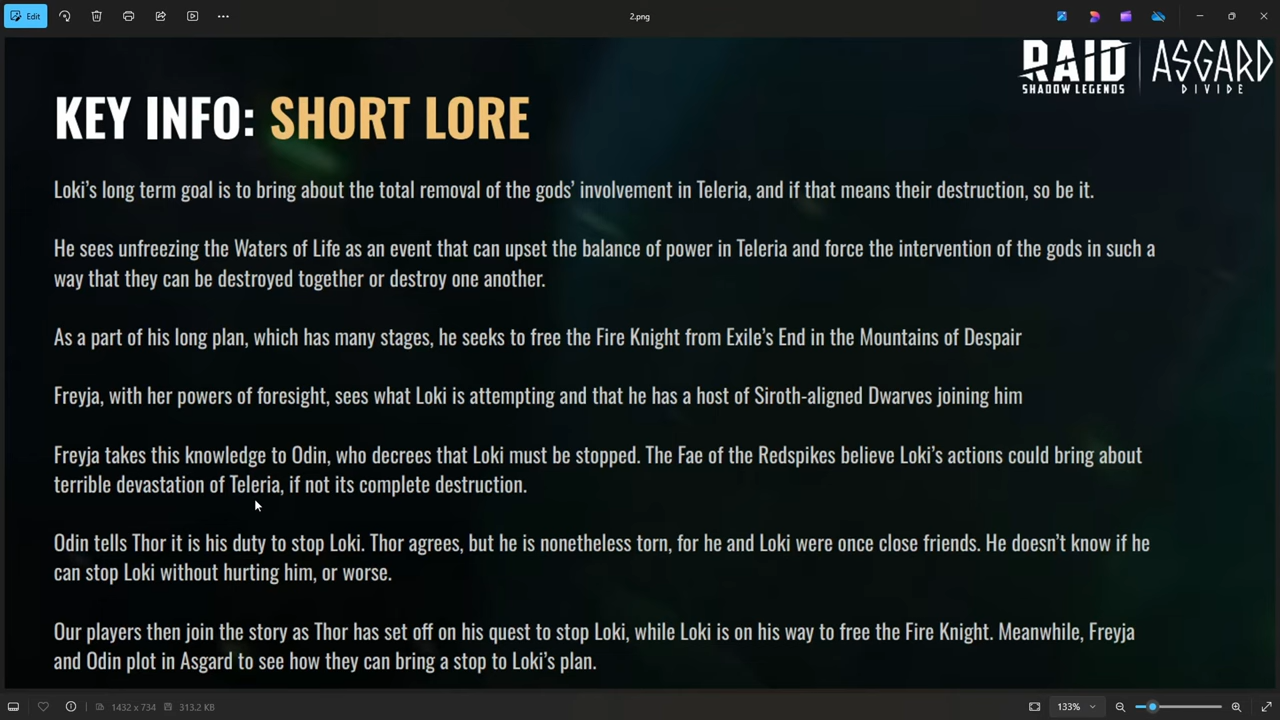 Edit
2.png
RAID
SHADOW LEGENDS
ASGARD
DIVIDE
KEY INFO: SHORT LORE
Loki’s long term goal is to bring about the total removal of the gods’ involvement in Teleria, and if that means their destruction, so be it.
He sees unfreezing the Waters of Life as an event that can upset the balance of power in Teleria and force the intervention of the gods in such a
way that they can be destroyed together or destroy one another.
As a part of his long plan, which has many stages, he seeks to free the Fire Knight from Exile’s End in the Mountains of Despair
Freyja, with her powers of foresight, sees what Loki is attempting and that he has a host of Siroth-aligned Dwarves joining him
Freyja takes this knowledge to Odin, who decrees that Loki must be stopped. The Fae of the Redspikes believe Loki’s actions could bring about
terrible devastation of Teleria, if not its complete destruction.
Odin tells Thor it is his duty to stop Loki. Thor agrees, but he is nonetheless torn, for he and Loki were once close friends. He doesn’t know if he
can stop Loki without hurting him, or worse.
Our players then join the story as Thor has set off on his quest to stop Loki, while Loki is on his way to free the Fire Knight. Meanwhile, Freyja
and Odin plot in Asgard to see how they can bring a stop to Loki’s plan.
1432 x 734
313.2 KB
133%